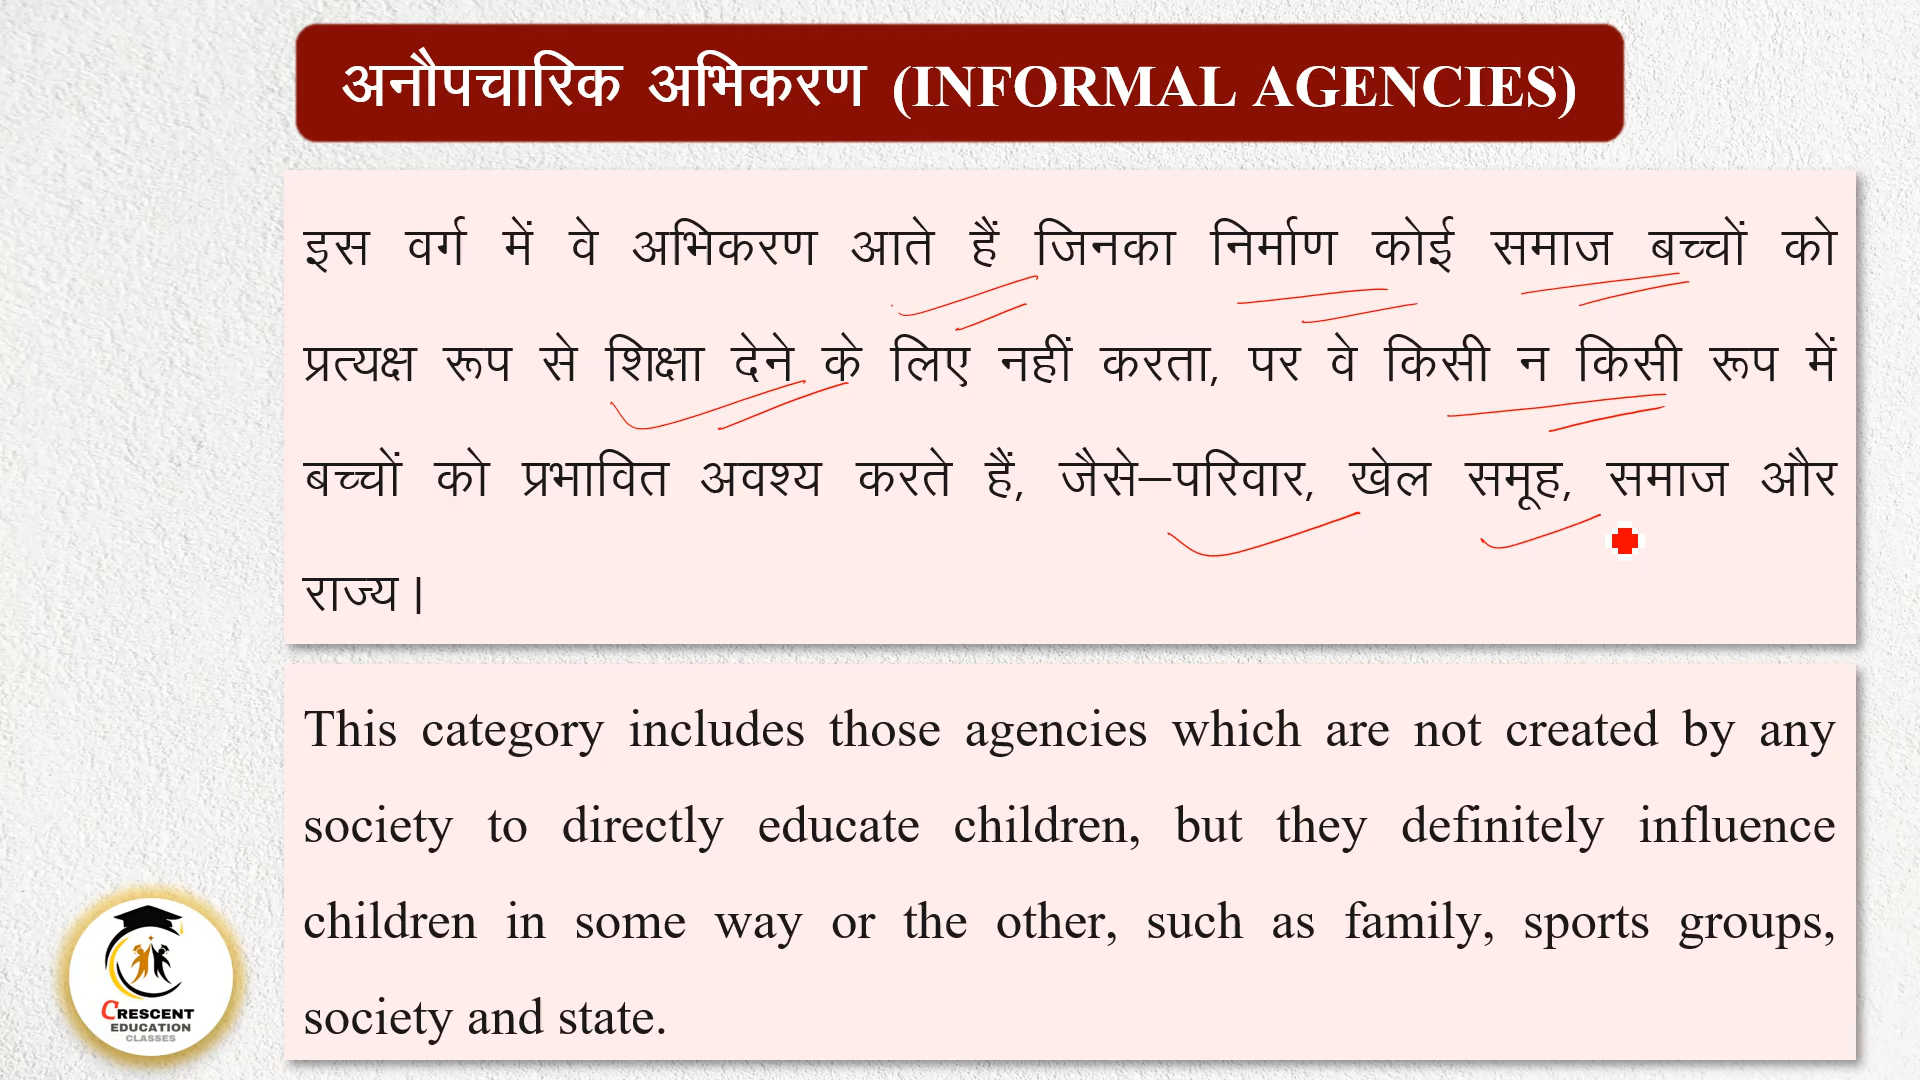 अनौपचारिक अभिकरण (INFORMAL AGENCIES)
इस वर्ग में वे अभिकरण आते हैं जिनका निर्माण कोई समाज बच्चों को
प्रत्यक्ष रूप से शिक्षा देने के लिए नहीं करता, पर वे किसी न किसी रूप में
बच्चों को प्रभावित अवश्य करते हैं, जैसे—परिवार, खेल समूह, समाज और
राज्य।
This category includes those agencies which are not created by any
society to directly educate children, but they definitely influence
children in some way or the other, such as family, sports groups,
society and state.
CRESCENT
EDUCATION
CLASSES